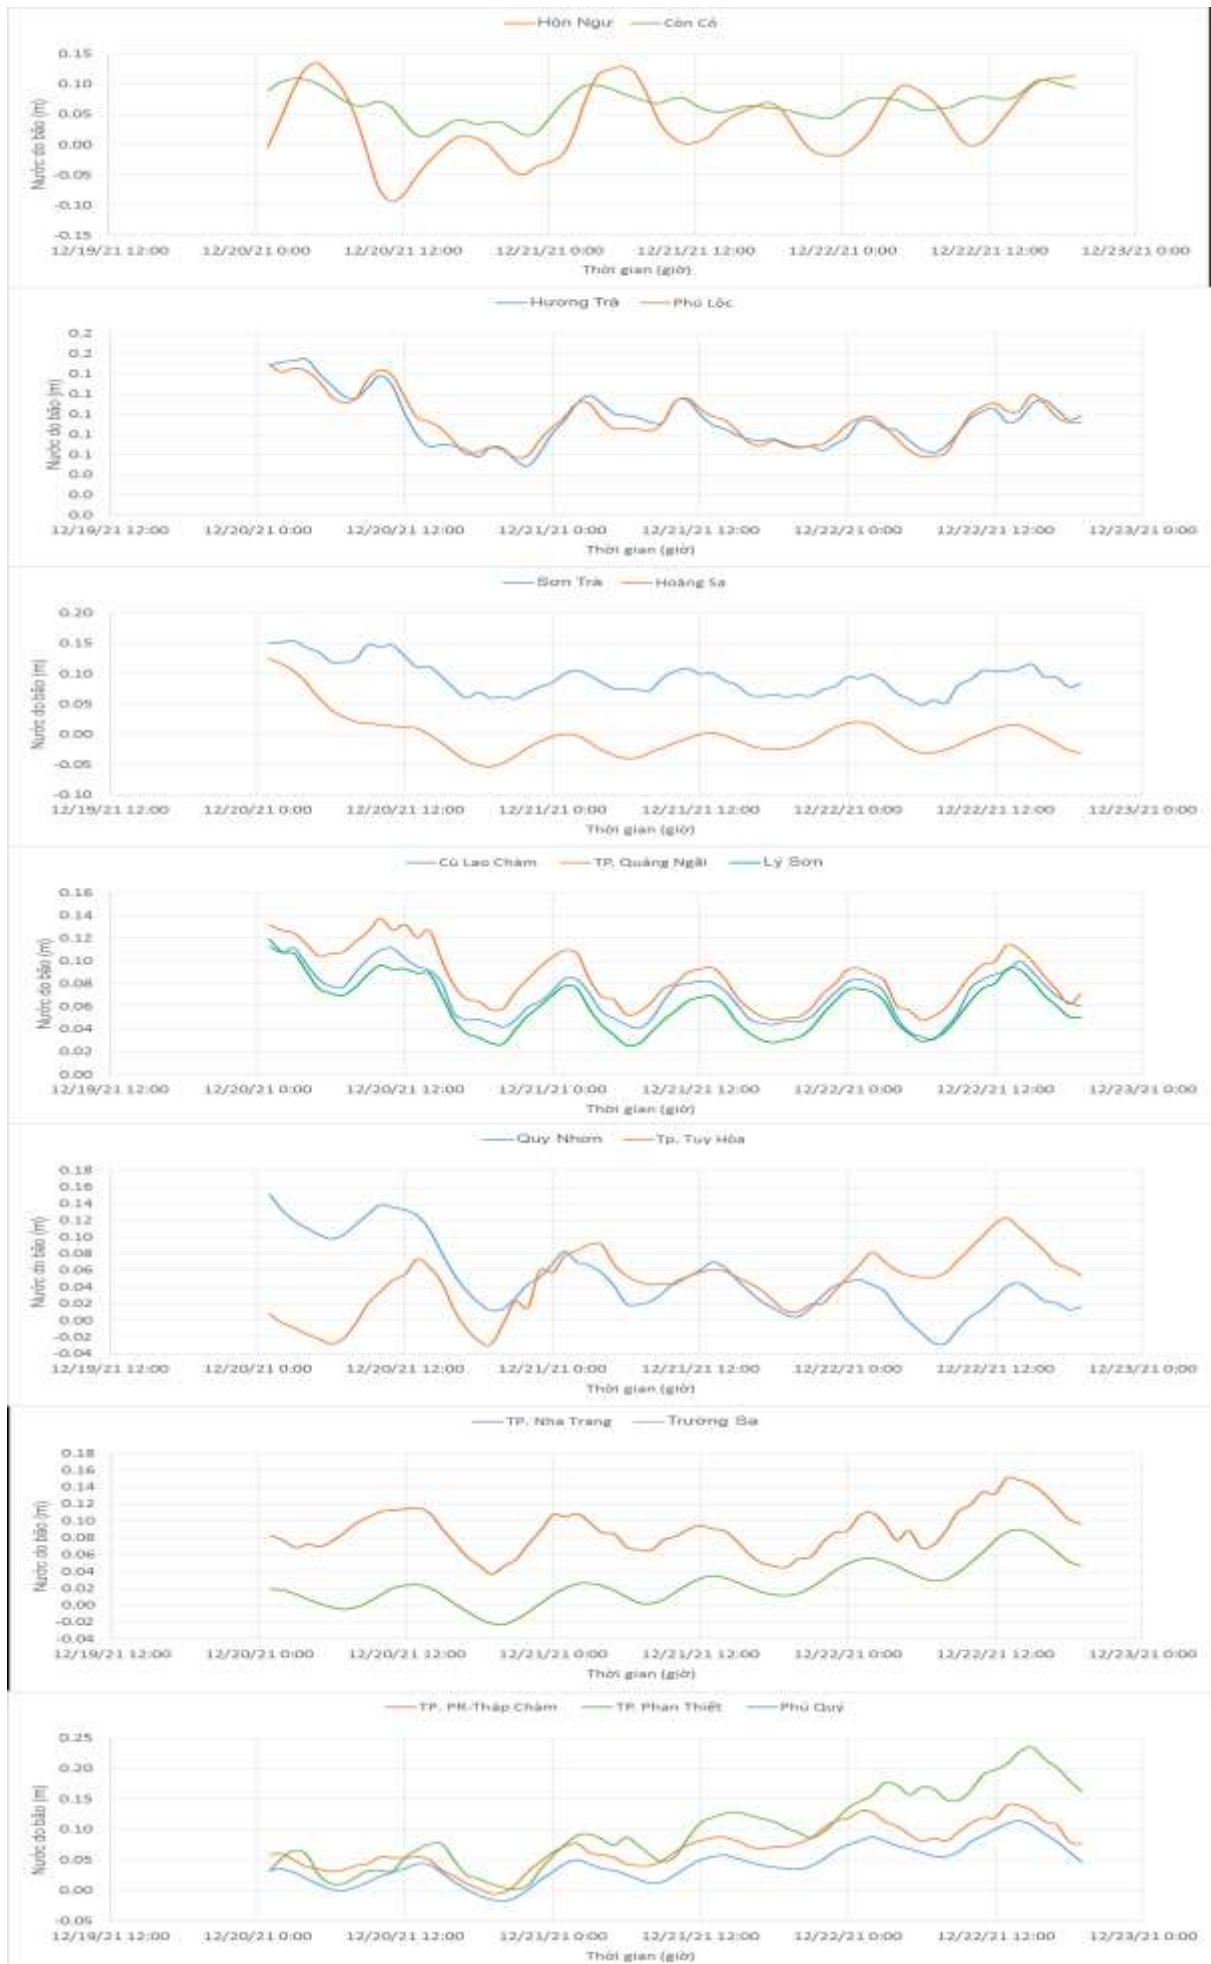 Hòn Ngư Cồn Cỏ
Nước do bão (m)
0.15
0.10
0.05
0.00
-0.05
-0.10
-0.15
12/19/21 12:00 12/20/21 0:00 12/20/21 12:00 12/21/21 0:00 12/21/21 12:00 12/22/21 0:00 12/22/21 12:00 12/23/21 0:00
Thời gian (giờ)
Hương Trà Phú Lộc
Nước do bão (m)
0.2
0.2
0.1
0.1
0.1
0.1
0.1
0.0
0.0
0.0
12/19/21 12:00 12/20/21 0:00 12/20/21 12:00 12/21/21 0:00 12/21/21 12:00 12/22/21 0:00 12/22/21 12:00 12/23/21 0:00
Thời gian (giờ)
Sơn Trà Hoàng Sa
Nước do bão (m)
0.20
0.15
0.10
0.05
0.00
-0.05
-0.10
12/19/21 12:00 12/20/21 0:00 12/20/21 12:00 12/21/21 0:00 12/21/21 12:00 12/22/21 0:00 12/22/21 12:00 12/23/21 0:00
Thời gian (giờ)
Cù Lao Chàm TP. Quảng Ngãi Lý Sơn
Nước do bão (m)
0.16
0.14
0.12
0.10
0.08
0.06
0.04
0.02
0.00
12/19/21 12:00 12/20/21 0:00 12/20/21 12:00 12/21/21 0:00 12/21/21 12:00 12/22/21 0:00 12/22/21 12:00 12/23/21 0:00
Thời gian (giờ)
Quy Nhơn Tp. Tuy Hòa
Nước do bão (m)
0.18
0.16
0.14
0.12
0.10
0.08
0.06
0.04
0.02
0.00
-0.02
-0.04
12/19/21 12:00 12/20/21 0:00 12/20/21 12:00 12/21/21 0:00 12/21/21 12:00 12/22/21 0:00 12/22/21 12:00 12/23/21 0:00
Thời gian (giờ)
TP. Nha Trang Trường Sa
Nước do bão (m)
0.18
0.16
0.14
0.12
0.10
0.08
0.06
0.04
0.02
0.00
-0.02
-0.04
12/19/21 12:00 12/20/21 0:00 12/20/21 12:00 12/21/21 0:00 12/21/21 12:00 12/22/21 0:00 12/22/21 12:00 12/23/21 0:00
Thời gian (giờ)
TP. PR-Tháp Chàm TP. Phan Thiết Phú Quý
Nước do bão (m)
0.25
0.20
0.15
0.10
0.05
0.00
-0.05
12/19/21 12:00 12/20/21 0:00 12/20/21 12:00 12/21/21 0:00 12/21/21 12:00 12/22/21 0:00 12/22/21 12:00 12/23/21 0:00
Thời gian (giờ)